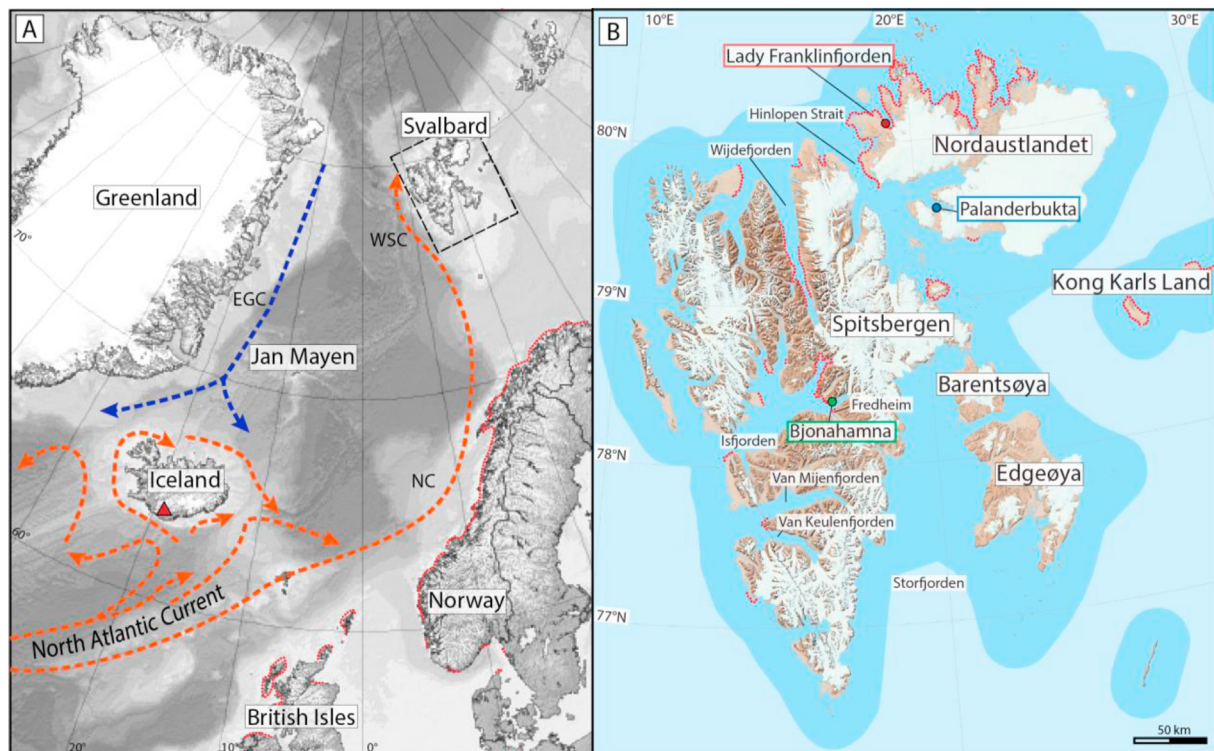 A
Svalbard
Greenland
WSC
70°
EGC
Jan Mayen
Iceland
NC
60°
North Atlantic Current
Norway
British Isles
20°
10°
0°
B
10°E
20°E
30°E
Lady Franklinfjorden
80°N
Hinlopen Strait
Nordaustlandet
Wijdefjorden
Palanderbukta
79°N
Kong Karls Land
Spitsbergen
Barentsøya
Fredheim
Bjonahamna
Isfjorden
78°N
Edgeøya
Van Mijenfjorden
Van Keulenfjorden
Storfjorden
77°N
50 km